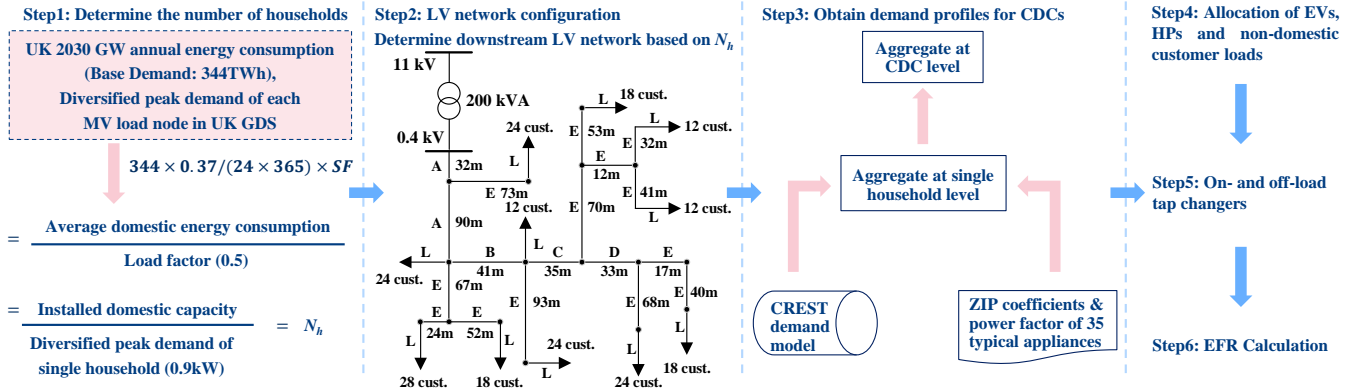 Step1: Determine the number of households
UK 2030 GW annual energy consumption
(Base Demand: 344TWh),
Diversified peak demand of each
MV load node in UK GDS
344 × 0.37/(24 × 365) × SF
= Average domestic energy consumption
Load factor (0.5)
= Installed domestic capacity
Diversified peak demand of
single household (0.9kW)
= N_h
Step2: LV network configuration
Determine downstream LV network based on N_h
11 kV
200 kVA
0.4 kV
24 cust.
L
A 32m
E 73m
A 90m
12 cust.
L
L 18 cust.
E 53m
L 12 cust.
E 32m
E
12m
E 41m
L 12 cust.
E 70m
L
24 cust.
B
41m
C
35m
D
33m
E
17m
E 67m
E 93m
E 68m
E 40m
E
24m
E
52m
L
28 cust.
L
18 cust.
24 cust.
L
L
24 cust.
L
18 cust.
Step3: Obtain demand profiles for CDCs
Aggregate at
CDC level
Aggregate at single
household level
CREST
demand
model
ZIP coefficients &
power factor of 35
typical appliances
Step4: Allocation of EVs,
HPs and non-domestic
customer loads
Step5: On- and off-load
tap changers
Step6: EFR Calculation